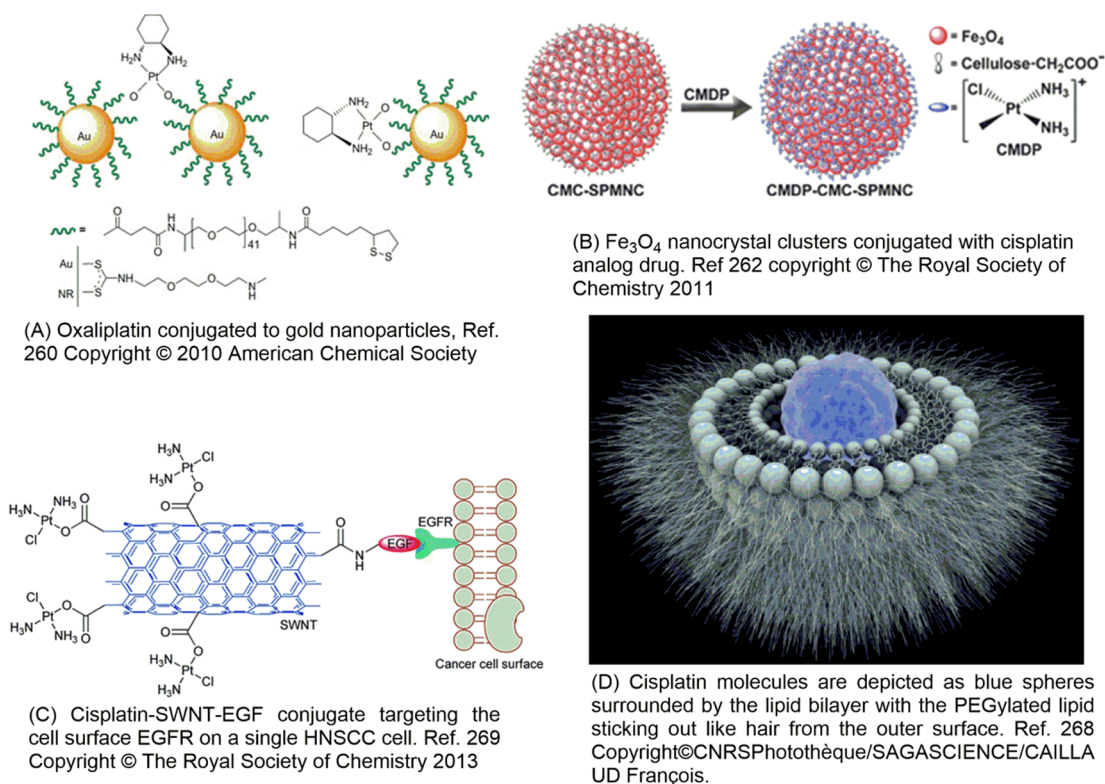 NH₂
NH₂
Pt
O
O
Au
Au
NH₂
Pt
O
O
NH₂
Au
=
O
O
H
N
O
41
O
N
H
O
S-S
Au
NR
S
S
NH
O
O
N
H
(A) Oxaliplatin conjugated to gold nanoparticles, Ref.
260 Copyright © 2010 American Chemical Society
CMDP
CMC-SPMNC
CMDP-CMC-SPMNC
= Fe₃O₄
= Cellulose-CH₂COO⁻
=
Cl
NH₃
+
Pt
NH₃
CMDP
(B) Fe₃O₄ nanocrystal clusters conjugated with cisplatin
analog drug. Ref 262 copyright © The Royal Society of
Chemistry 2011
H₃N
Cl
Pt
H₃N
O
O
H₃N
NH₃
Pt
Cl
O
O
O
N
H
EGF
EGFR
Cl
O
Pt
H₃N
NH₃
O
SWNT
O
O
H₃N
Pt
H₃N
Cl
Cancer cell surface
(C) Cisplatin-SWNT-EGF conjugate targeting the
cell surface EGFR on a single HNSCC cell. Ref. 269
Copyright © The Royal Society of Chemistry 2013
(D) Cisplatin molecules are depicted as blue spheres
surrounded by the lipid bilayer with the PEGylated lipid
sticking out like hair from the outer surface. Ref. 268
Copyright©CNRSPhotothèque/SAGASCIENCE/CAILLA
UD François.